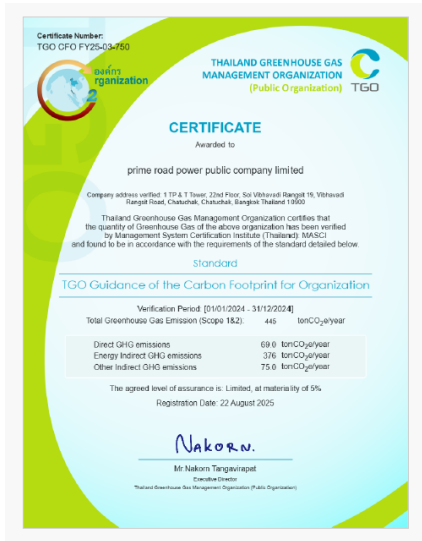 Certificate Number:
TGO CFO FY25-03-750
องค์กร
rganization
2
THAILAND GREENHOUSE GAS
MANAGEMENT ORGANIZATION
(Public Organization)
TGO
CERTIFICATE
Awarded to
prime road power public company limited
Company address verified: 1 TP & T Tower, 22nd Floor, Soi Vibhavadi Rangsit 19, Vibhavadi
Rangsit Road, Chatuchak, Chatuchak, Bangkok Thailand 10900
Thailand Greenhouse Gas Management Organization certifies that
the quantity of Greenhouse Gas of the above organization has been verified
by Management System Certification Institute (Thailand): MASCI
and found to be in accordance with the requirements of the standard detailed below.
Standard
TGO Guidance of the Carbon Footprint for Organization
Verification Period: [01/01/2024 - 31/12/2024]
Total Greenhouse Gas Emission (Scope 1&2): 445 tonCO2e/year
Direct GHG emissions 69.0 tonCO2e/year
Energy Indirect GHG emissions 376 tonCO2e/year
Other Indirect GHG emissions 75.0 tonCO2e/year
The agreed level of assurance is: Limited, at materiality of 5%
Registration Date: 22 August 2025
NAKORN.
Mr.Nakorn Tangavirapat
Executive Director
Thailand Greenhouse Gas Management Organization (Public Organization)